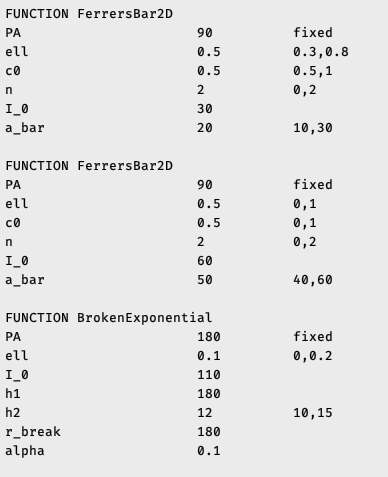 FUNCTION FerrersBar2D
PA 90 fixed
ell 0.5 0.3,0.8
c0 0.5 0.5,1
n 2 0,2
I_0 30
a_bar 20 10,30
FUNCTION FerrersBar2D
PA 90 fixed
ell 0.5 0,1
c0 0.5 0,1
n 2 0,2
I_0 60
a_bar 50 40,60
FUNCTION BrokenExponential
PA 180 fixed
ell 0.1 0,0.2
I_0 110
h1 180
h2 12 10,15
r_break 180
alpha 0.1